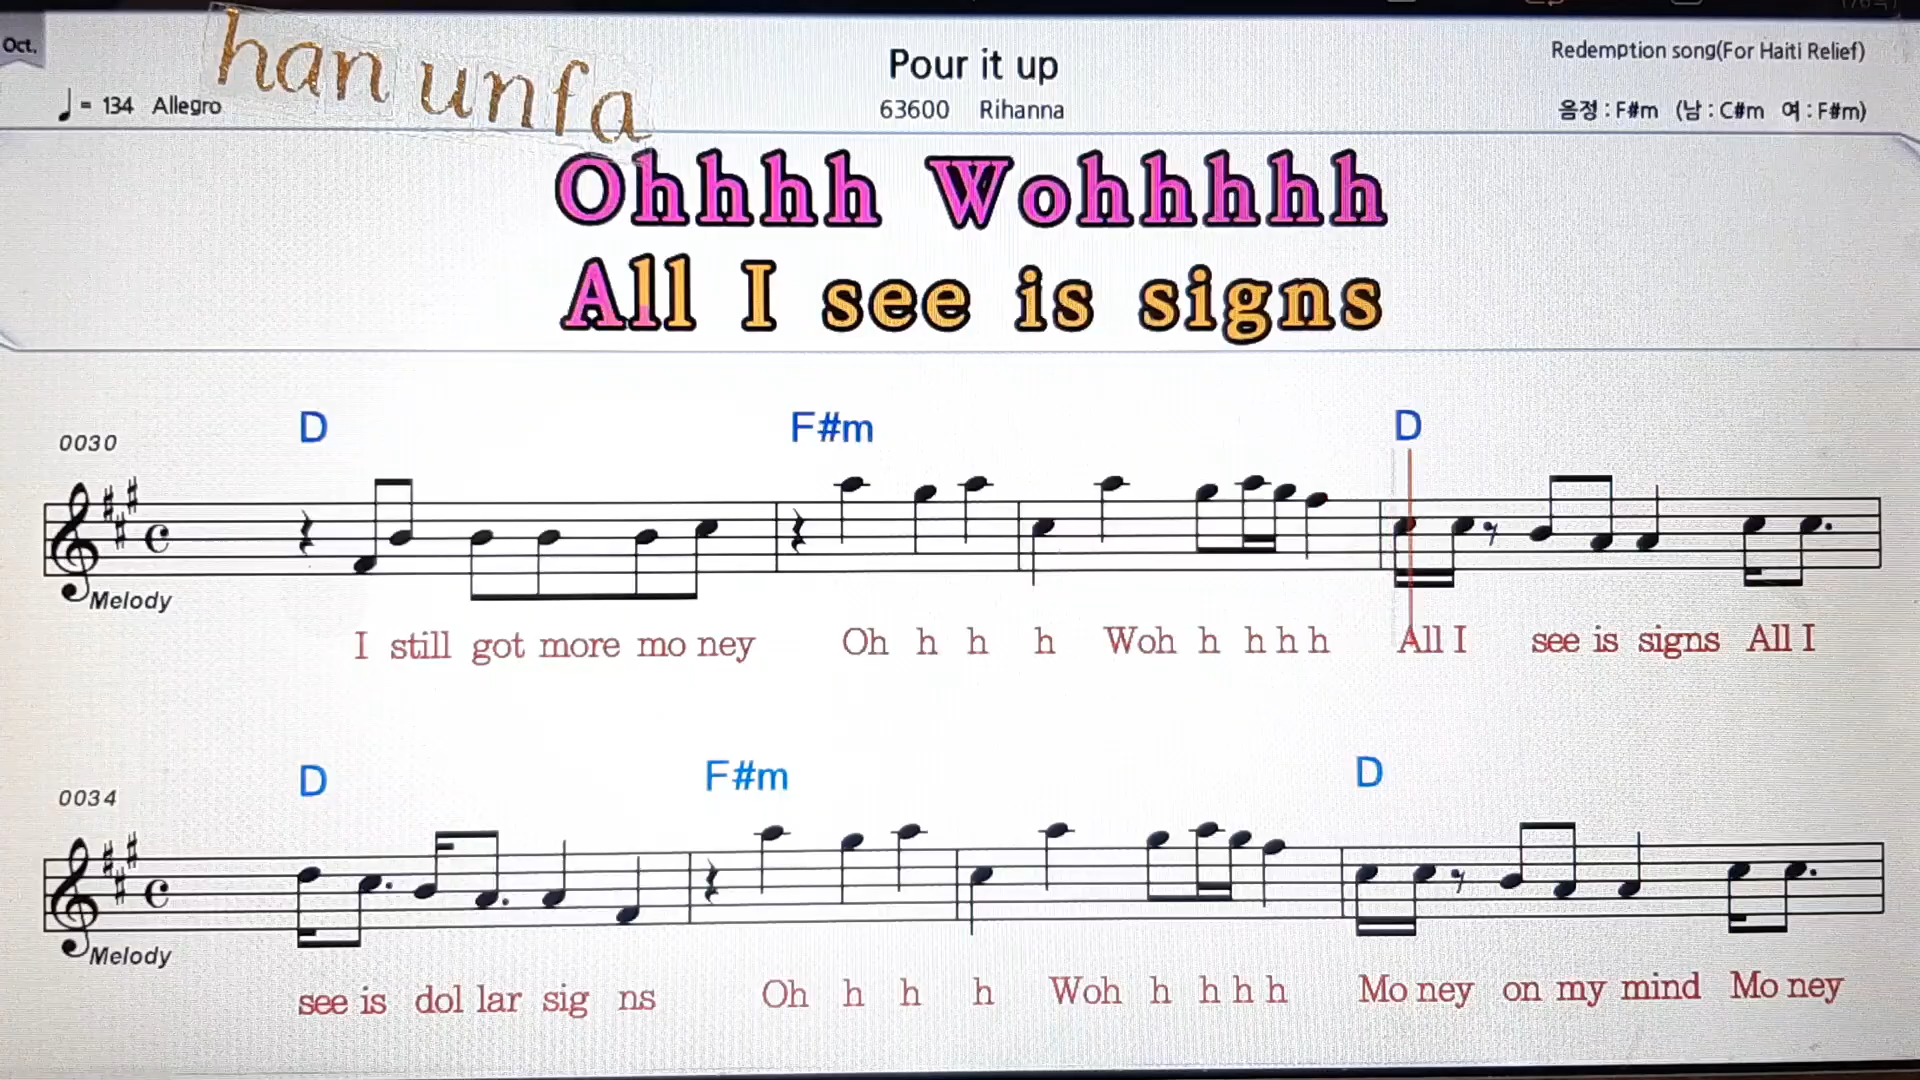 Oct.
han unfa
Pour it up
Redemption song(For Haiti Relief)
♩ = 134 Allegro
63600 Rihanna
음정 : F#m (남 : C#m 여 : F#m)
Ohhhh Wohhhhh
All I see is signs
D F#m D
0030
Melody
I still got more mo ney Oh h h h Woh h h h h All I see is signs All I
D F#m D
0034
Melody
see is dol lar sig ns Oh h h h Woh h h h h Mo ney on my mind Mo ney